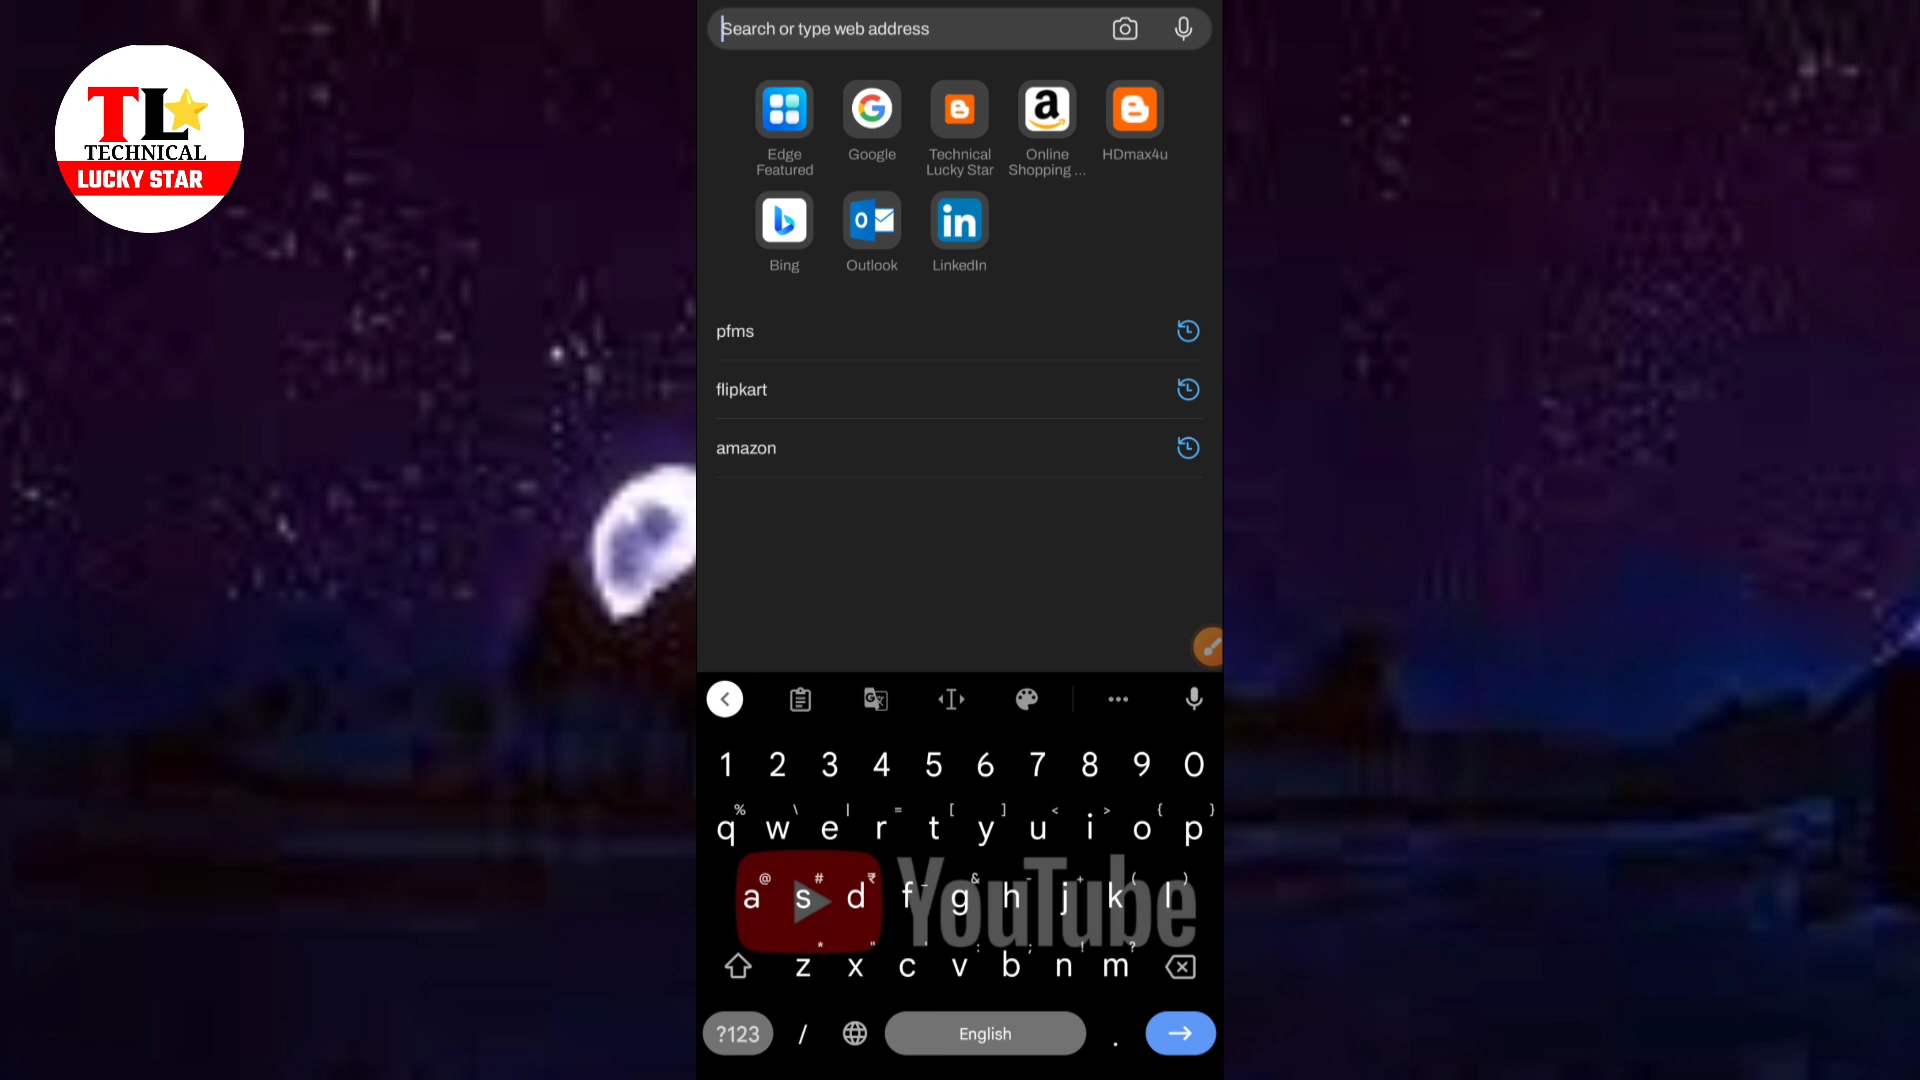 TL
TECHNICAL
LUCKY STAR
Search or type web address
Edge
Featured
Google
Technical
Lucky Star
a
Online
Shopping ...
HDmax4u
Bing
O
Outlook
in
LinkedIn
pfms
flipkart
amazon
1 2 3 4 5 6 7 8 9 0
% \ | = [ ] < > { }
q w e r t y u i o p
@ # ₹ _ & - + ( )
a s d f g h j k l
YouTube
* " ' : ; ! ?
z x c v b n m
?123 / English .